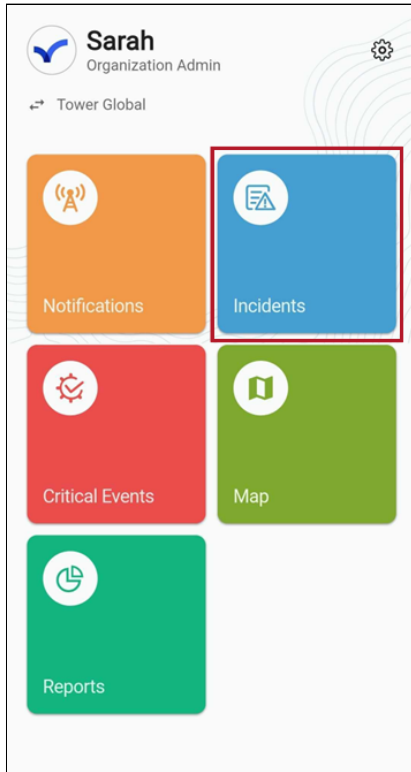 Sarah
Organization Admin
Tower Global
Notifications
Incidents
Critical Events
Map
Reports